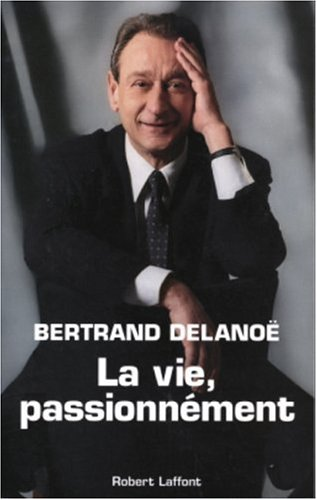 BERTRAND DELANOË
La vie,
passionnément
Robert Laffont